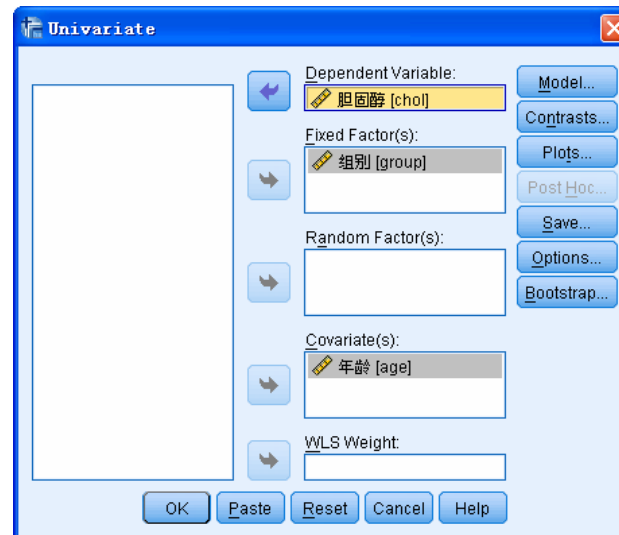 Univariate
Dependent Variable:
胆固醇 [chol]
Fixed Factor(s):
组别 [group]
Random Factor(s):
Covariate(s):
年龄 [age]
WLS Weight:
Model...
Contrasts...
Plots...
Post Hoc...
Save...
Options...
Bootstrap...
OK
Paste
Reset
Cancel
Help